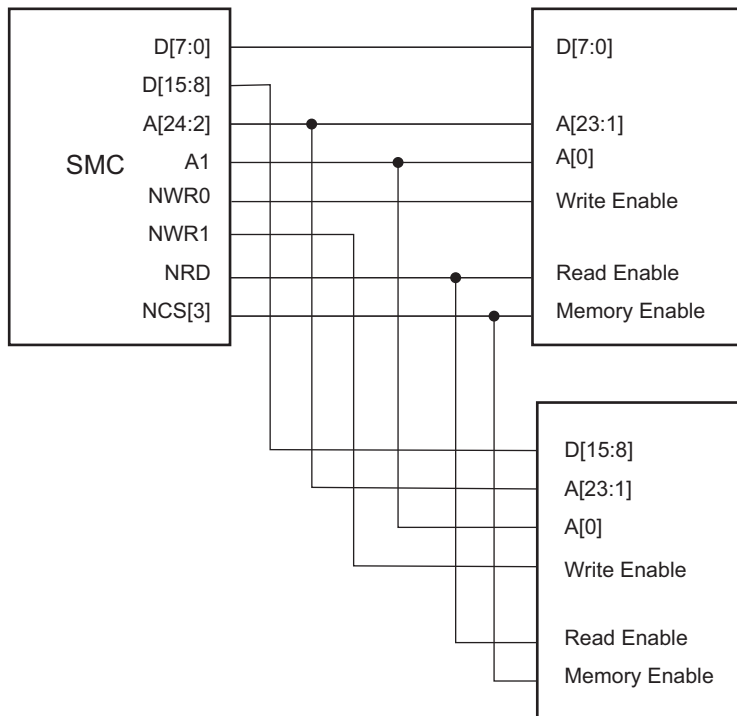 SMC
D[7:0]
D[15:8]
A[24:2]
A1
NWR0
NWR1
NRD
NCS[3]
D[7:0]
A[23:1]
A[0]
Write Enable
Read Enable
Memory Enable
D[15:8]
A[23:1]
A[0]
Write Enable
Read Enable
Memory Enable